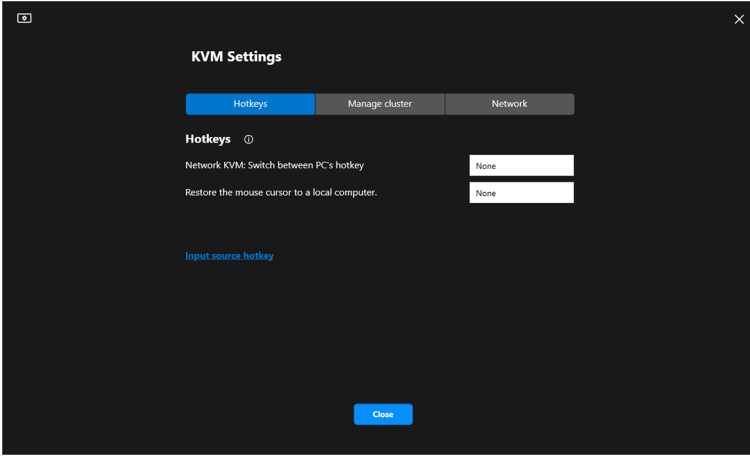 KVM Settings
Hotkeys Manage cluster Network
Hotkeys
Network KVM: Switch between PC's hotkey None
Restore the mouse cursor to a local computer. None
Input source hotkey
Close